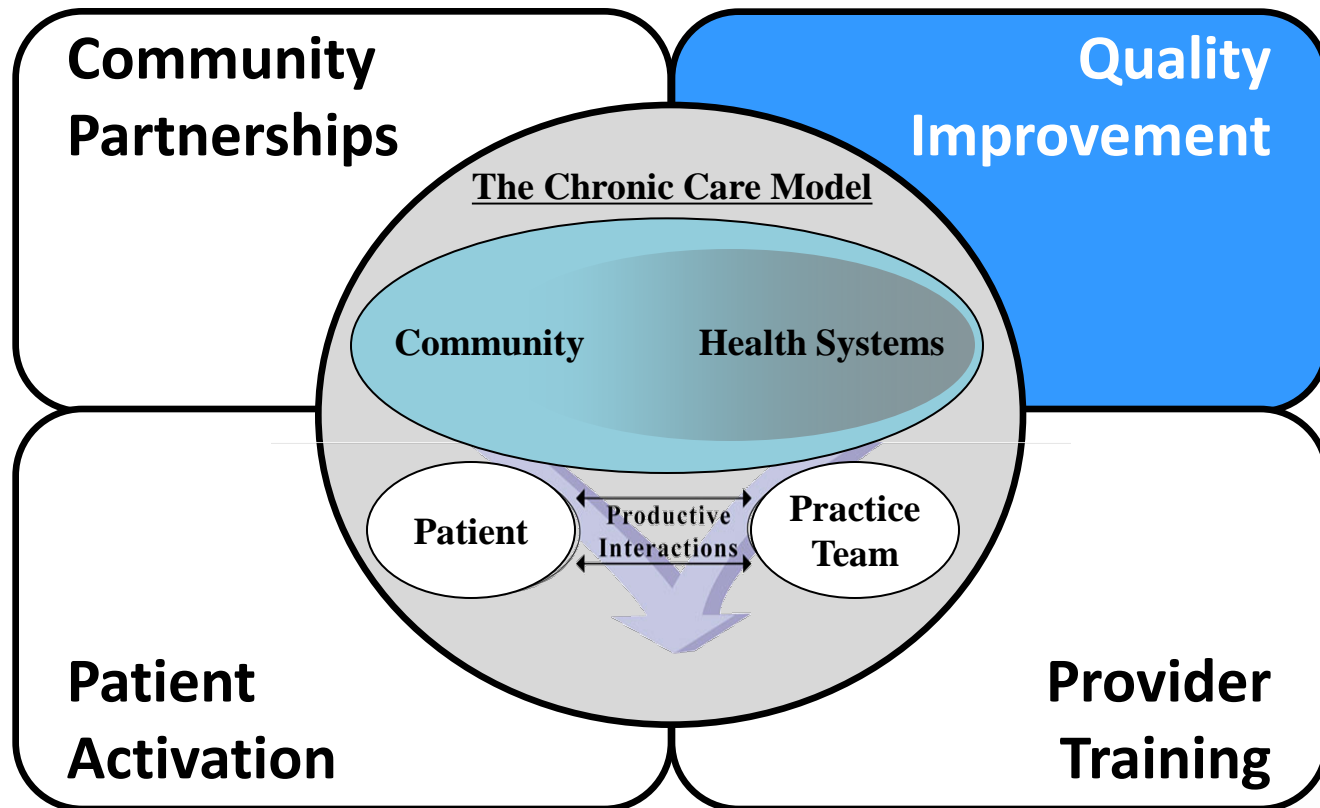 Community
Partnerships
Quality
Improvement
The Chronic Care Model
Community
Health Systems
Patient
Productive
Interactions
Practice
Team
Patient
Activation
Provider
Training